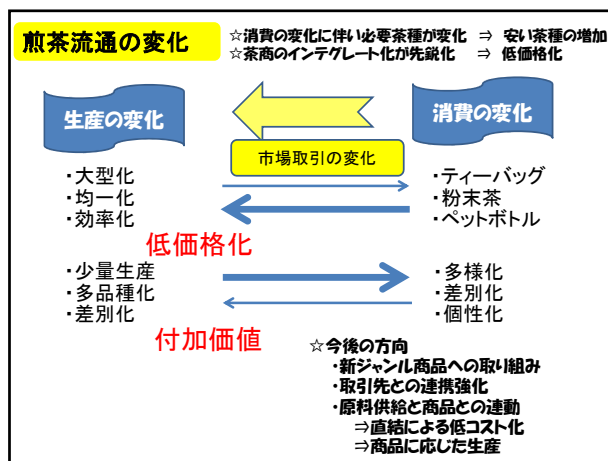 煎茶流通の変化
☆消費の変化に伴い必要茶種が変化 ⇒ 安い茶種の増加
☆茶商のインテグレート化が先鋭化 ⇒ 低価格化
生産の変化
消費の変化
市場取引の変化
・大型化
・均一化
・効率化
・ティーバッグ
・粉末茶
・ペットボトル
低価格化
・少量生産
・多品種化
・差別化
・多様化
・差別化
・個性化
付加価値
☆今後の方向
・新ジャンル商品への取り組み
・取引先との連携強化
・原料供給と商品との連動
⇒直結による低コスト化
⇒商品に応じた生産